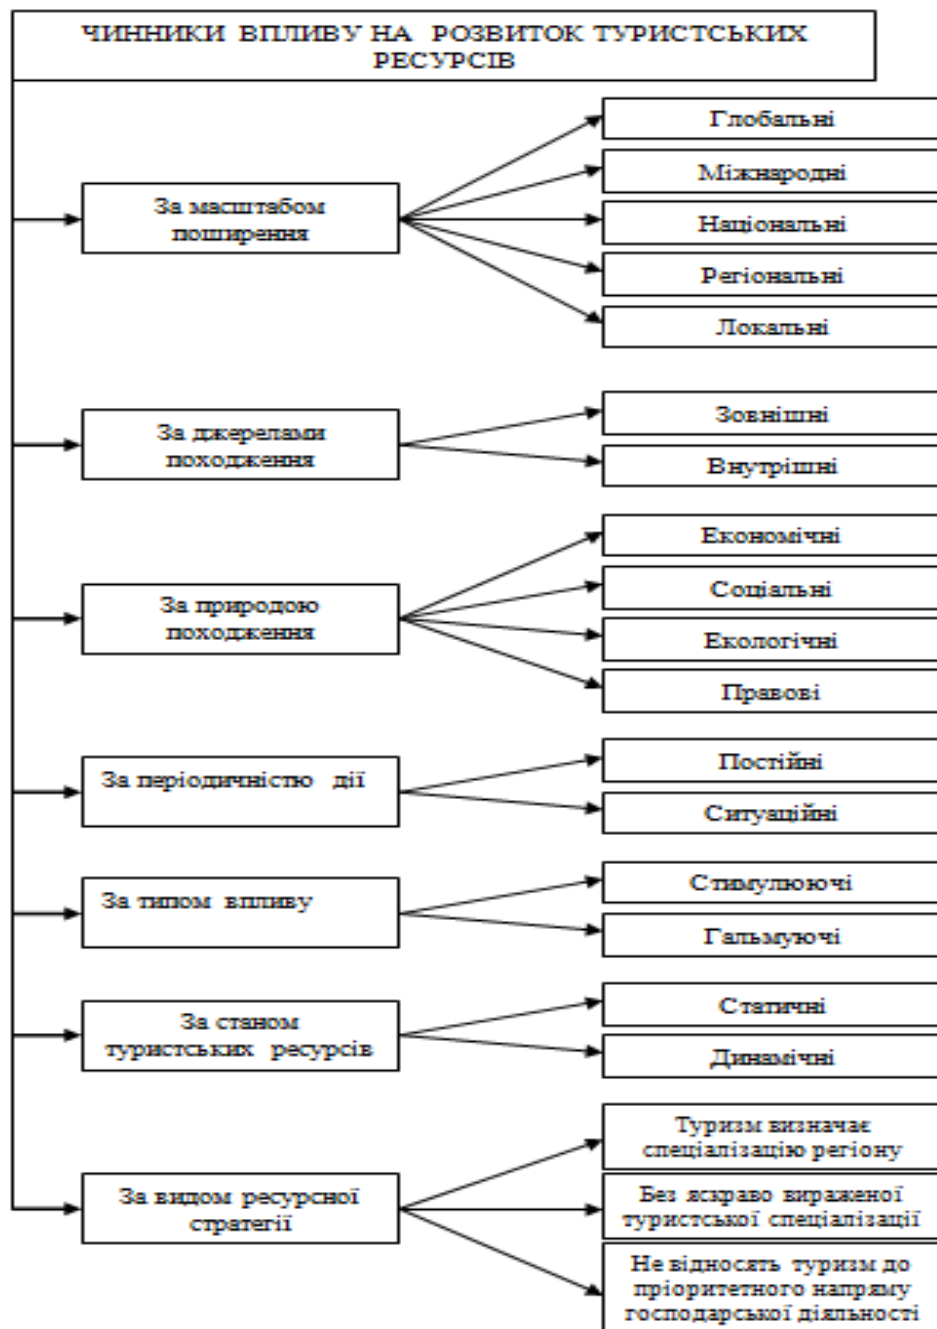 ЧИННИКИ ВПЛИВУ НА РОЗВИТОК ТУРИСТСЬКИХ
РЕСУРСІВ
За масштабом
поширення
Глобальні
Міжнародні
Національні
Регіональні
Локальні
За джерелами
походження
Зовнішні
Внутрішні
За природою
походження
Економічні
Соціальні
Екологічні
Правові
За періодичністю дії
Постійні
Ситуаційні
За типом впливу
Стимулюючі
Гальмуючі
За станом
туристських ресурсів
Статичні
Динамічні
За видом ресурсної
стратегії
Туризм визначає
спеціалізацію регіону
Без яскраво вираженої
туристської спеціалізації
Не відносять туризм до
пріоритетного напряму
господарської діяльності